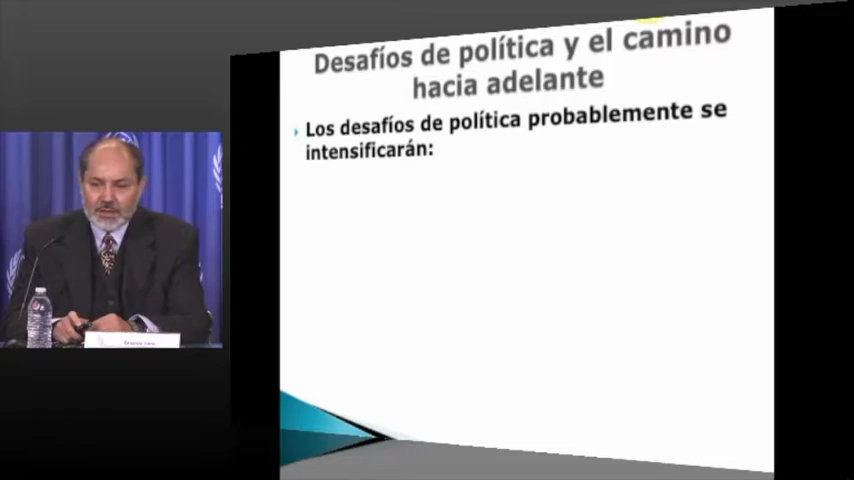 Desafíos de política y el camino
hacia adelante
Los desafíos de política probablemente se
intensificarán: